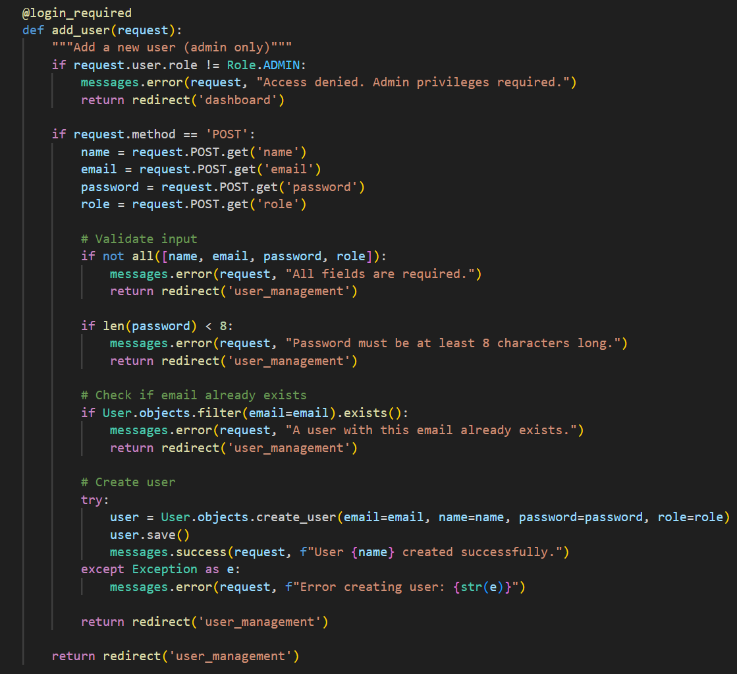 @login_required
def add_user(request):
    """Add a new user (admin only)"""
    if request.user.role != Role.ADMIN:
        messages.error(request, "Access denied. Admin privileges required.")
        return redirect('dashboard')

    if request.method == 'POST':
        name = request.POST.get('name')
        email = request.POST.get('email')
        password = request.POST.get('password')
        role = request.POST.get('role')

        # Validate input
        if not all([name, email, password, role]):
            messages.error(request, "All fields are required.")
            return redirect('user_management')

        if len(password) < 8:
            messages.error(request, "Password must be at least 8 characters long.")
            return redirect('user_management')

        # Check if email already exists
        if User.objects.filter(email=email).exists():
            messages.error(request, "A user with this email already exists.")
            return redirect('user_management')

        # Create user
        try:
            user = User.objects.create_user(email=email, name=name, password=password, role=role)
            user.save()
            messages.success(request, f"User {name} created successfully.")
        except Exception as e:
            messages.error(request, f"Error creating user: {str(e)}")

        return redirect('user_management')

    return redirect('user_management')